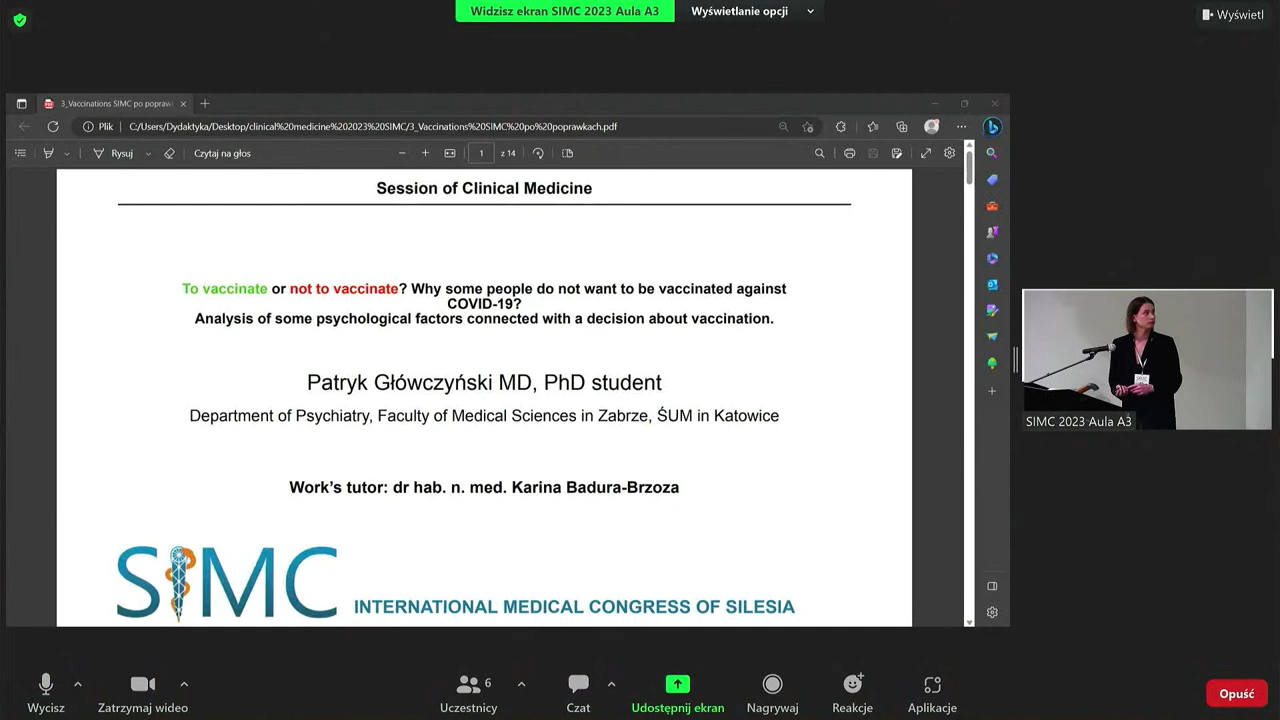 Widzisz ekran SIMC 2023 Aula A3
Wyświetlanie opcji
Wyświetl
3_Vaccinations SIMC po popraw
Plik
C:/Users/Dydaktyka/Desktop/clinical%20medicine%202023%20SIMC/3_Vaccinations%20SIMC%20po%20poprawkach.pdf
Rysuj
Czytaj na głos
1
z 14
Session of Clinical Medicine
To vaccinate or not to vaccinate? Why some people do not want to be vaccinated against
COVID-19?
Analysis of some psychological factors connected with a decision about vaccination.
Patryk Główczyński MD, PhD student
Department of Psychiatry, Faculty of Medical Sciences in Zabrze, ŚUM in Katowice
Work's tutor: dr hab. n. med. Karina Badura-Brzoza
SIMC INTERNATIONAL MEDICAL CONGRESS OF SILESIA
SIMC 2023 Aula A3
Wycisz
Zatrzymaj wideo
6
Uczestnicy
Czat
Udostępnij ekran
Nagrywaj
Reakcje
Aplikacje
Opuść